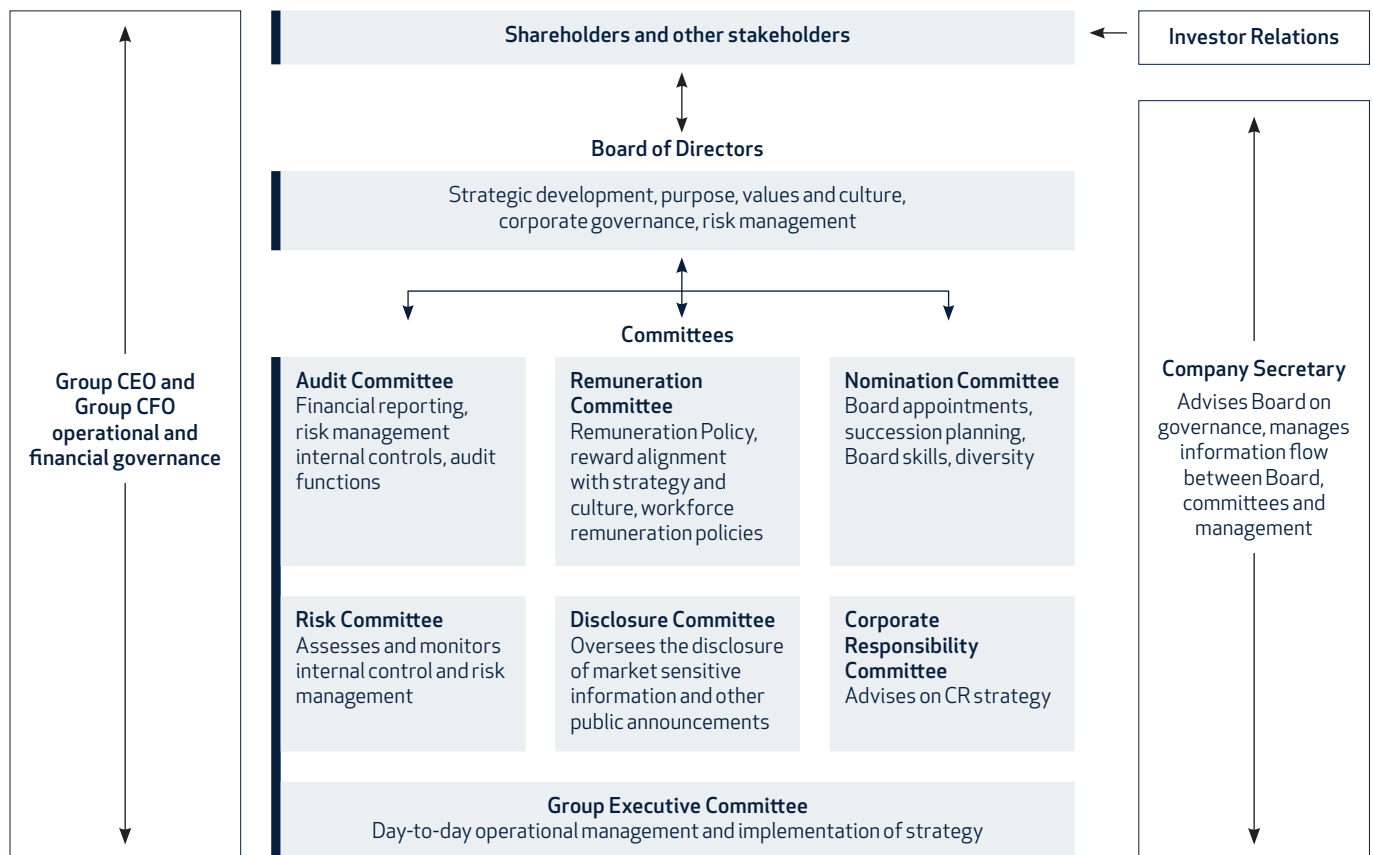 Shareholders and other stakeholders
Investor Relations
Board of Directors
Strategic development, purpose, values and culture,
corporate governance, risk management
Committees
Group CEO and
Group CFO
operational and
financial governance
Audit Committee
Financial reporting,
risk management
internal controls, audit
functions
Remuneration
Committee
Remuneration Policy,
reward alignment
with strategy and
culture, workforce
remuneration policies
Nomination Committee
Board appointments,
succession planning,
Board skills, diversity
Company Secretary
Advises Board on
governance, manages
information flow
between Board,
committees and
management
Risk Committee
Assesses and monitors
internal control and risk
management
Disclosure Committee
Oversees the disclosure
of market sensitive
information and other
public announcements
Corporate
Responsibility
Committee
Advises on CR strategy
Group Executive Committee
Day-to-day operational management and implementation of strategy